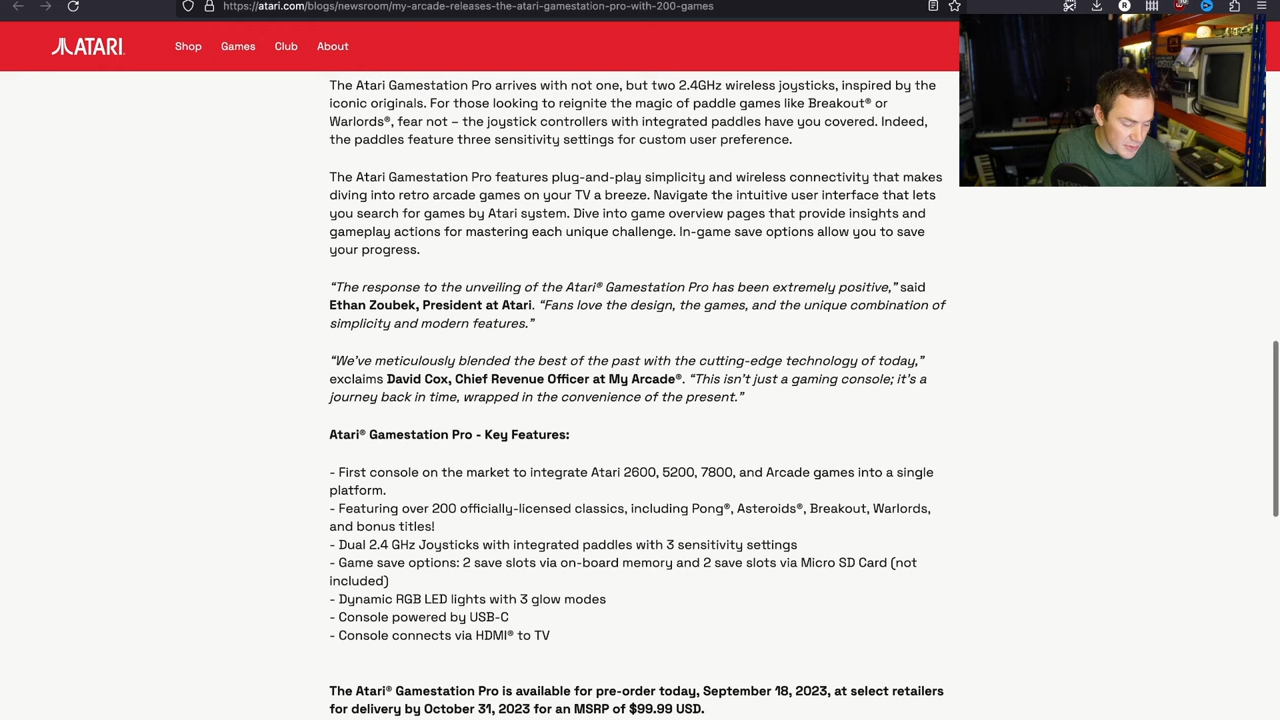 https://atari.com/blogs/newsroom/my-arcade-releases-the-atari-gamestation-pro-with-200-games
ATARI
Shop Games Club About
The Atari Gamestation Pro arrives with not one, but two 2.4GHz wireless joysticks, inspired by the
iconic originals. For those looking to reignite the magic of paddle games like Breakout® or
Warlords®, fear not – the joystick controllers with integrated paddles have you covered. Indeed,
the paddles feature three sensitivity settings for custom user preference.
The Atari Gamestation Pro features plug-and-play simplicity and wireless connectivity that makes
diving into retro arcade games on your TV a breeze. Navigate the intuitive user interface that lets
you search for games by Atari system. Dive into game overview pages that provide insights and
gameplay actions for mastering each unique challenge. In-game save options allow you to save
your progress.
“The response to the unveiling of the Atari® Gamestation Pro has been extremely positive,” said
Ethan Zoubek, President at Atari. “Fans love the design, the games, and the unique combination of
simplicity and modern features.”
“We’ve meticulously blended the best of the past with the cutting-edge technology of today,”
exclaims David Cox, Chief Revenue Officer at My Arcade®. “This isn’t just a gaming console; it’s a
journey back in time, wrapped in the convenience of the present.”
Atari® Gamestation Pro - Key Features:
- First console on the market to integrate Atari 2600, 5200, 7800, and Arcade games into a single
platform.
- Featuring over 200 officially-licensed classics, including Pong®, Asteroids®, Breakout, Warlords,
and bonus titles!
- Dual 2.4 GHz Joysticks with integrated paddles with 3 sensitivity settings
- Game save options: 2 save slots via on-board memory and 2 save slots via Micro SD Card (not
included)
- Dynamic RGB LED lights with 3 glow modes
- Console powered by USB-C
- Console connects via HDMI® to TV
The Atari® Gamestation Pro is available for pre-order today, September 18, 2023, at select retailers
for delivery by October 31, 2023 for an MSRP of $99.99 USD.